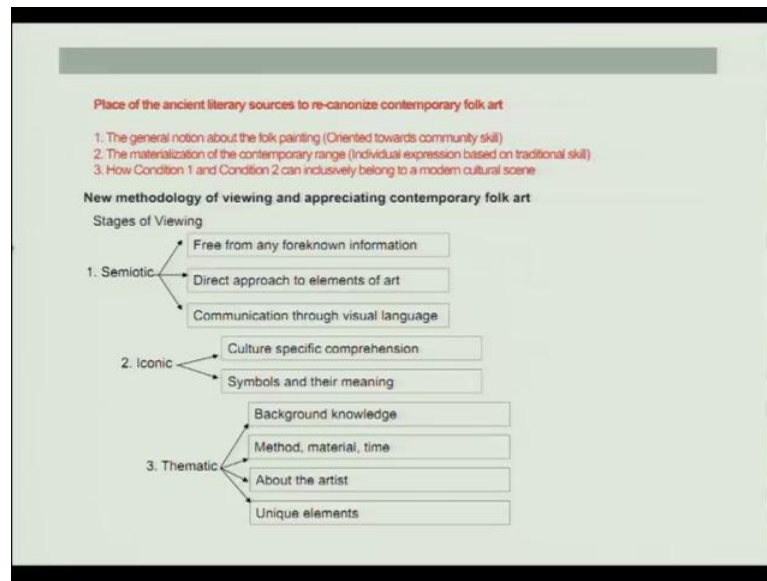 Place of the ancient literary sources to re-canonize contemporary folk art
1. The general notion about the folk painting (Oriented towards community skill)
2. The materialization of the contemporary range (Individual expression based on traditional skill)
3. How Condition 1 and Condition 2 can inclusively belong to a modern cultural scene
New methodology of viewing and appreciating contemporary folk art
Stages of Viewing
1. Semiotic
Free from any foreknown information
Direct approach to elements of art
Communication through visual language
2. Iconic
Culture specific comprehension
Symbols and their meaning
3. Thematic
Background knowledge
Method, material, time
About the artist
Unique elements